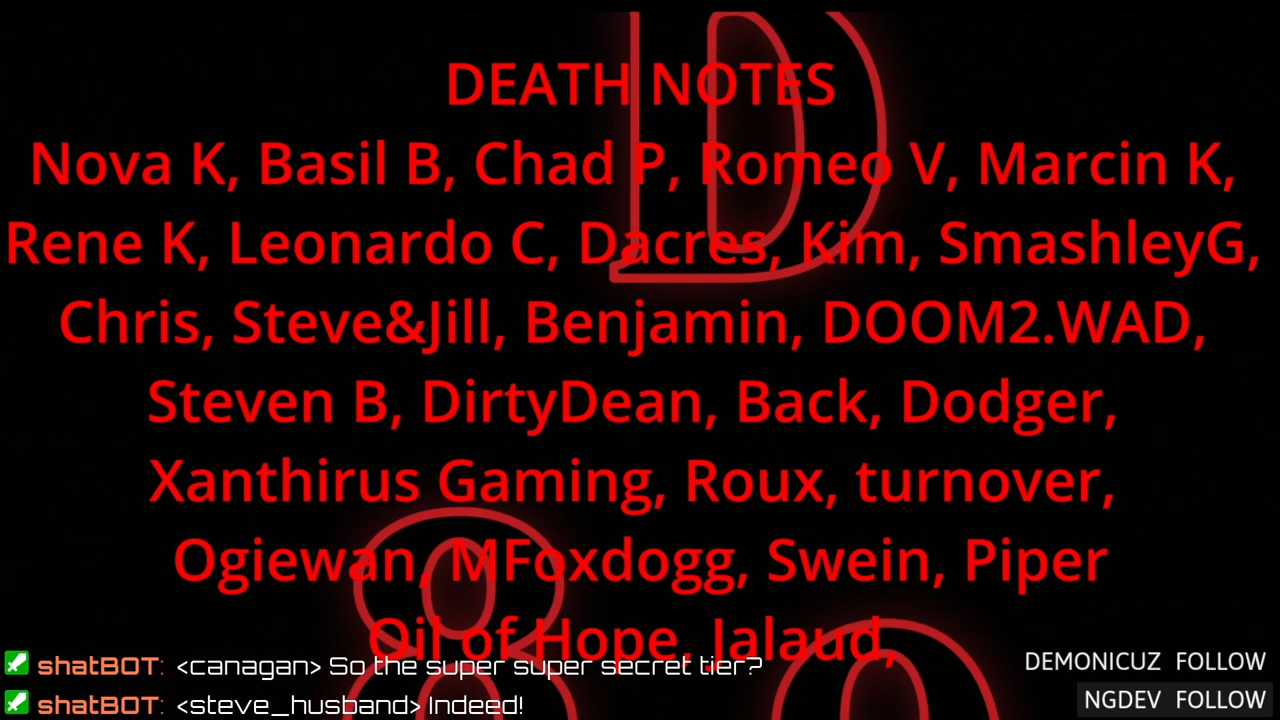 DEATH NOTES
Nova K, Basil B, Chad P, Romeo V, Marcin K,
Rene K, Leonardo C, Dacres, Kim, SmashleyG,
Chris, Steve&Jill, Benjamin, DOOM2.WAD,
Steven B, DirtyDean, Back, Dodger,
Xanthirus Gaming, Roux, turnover,
Ogiewan, MFoxdogg, Swein, Piper
Oil of Hope, Jalaud,
shatBOT: <canagan> So the super super secret tier?
shatBOT: <steve_husband> Indeed!
DEMONICUZ FOLLOW
NGDEV FOLLOW
D
8